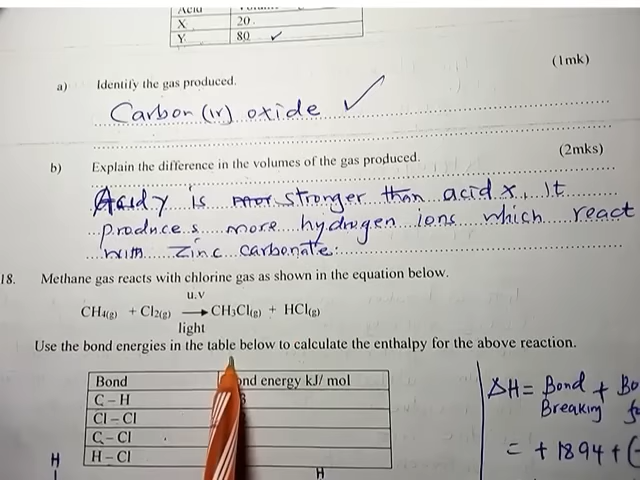 Acid
X 20.
Y 80 ✓
(1mk)
a) Identify the gas produced.
Carbon (IV) oxide ✓
(2mks)
b) Explain the difference in the volumes of the gas produced.
Acid Y is stronger than acid X, It
produces more hydrogen ions which react
with zinc carbonate.
18. Methane gas reacts with chlorine gas as shown in the equation below.
u.v
CH4(g) + Cl2(g) ⟶ CH3Cl(g) + HCl(g)
light
Use the bond energies in the table below to calculate the enthalpy for the above reaction.
Bond ond energy kJ/ mol
C – H
Cl – Cl
C – Cl
H – Cl
ΔH = Bond + Bo
Breaking fo
= + 1894 + (-
H
H